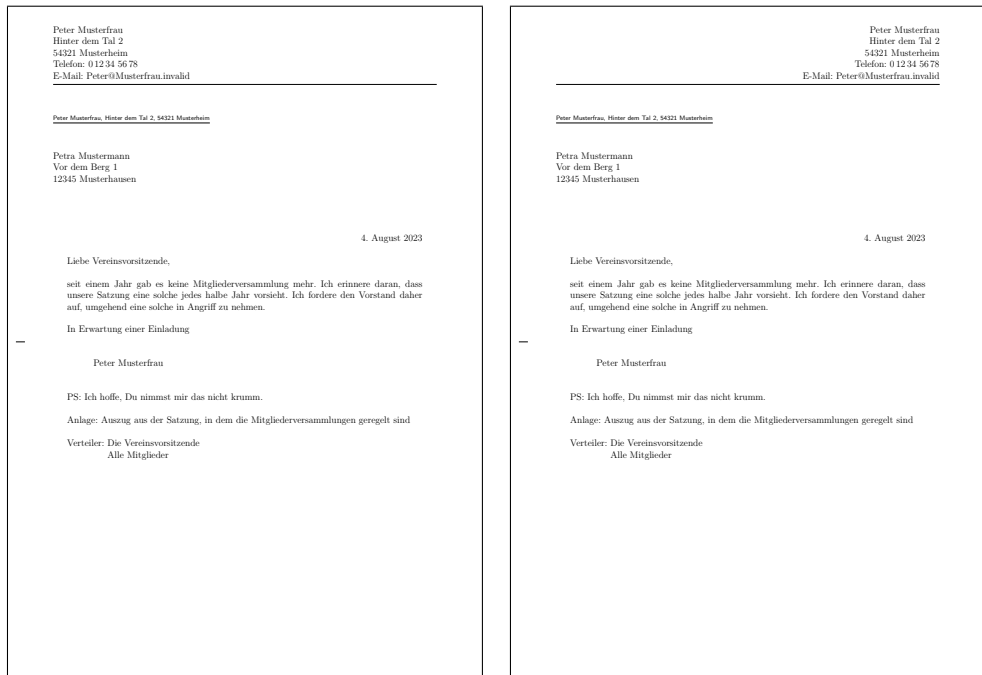 Peter Musterfrau
Hinter dem Tal 2
54321 Musterheim
Telefon: 0 12 34 56 78
E-Mail: Peter@Musterfrau.invalid
Peter Musterfrau, Hinter dem Tal 2, 54321 Musterheim
Petra Mustermann
Vor dem Berg 1
12345 Musterhausen
4. August 2023
Liebe Vereinsvorsitzende,
seit einem Jahr gab es keine Mitgliederversammlung mehr. Ich erinnere daran, dass
unsere Satzung eine solche jedes halbe Jahr vorsieht. Ich fordere den Vorstand daher
auf, umgehend eine solche in Angriff zu nehmen.
In Erwartung einer Einladung
Peter Musterfrau
PS: Ich hoffe, Du nimmst mir das nicht krumm.
Anlage: Auszug aus der Satzung, in dem die Mitgliederversammlungen geregelt sind
Verteiler: Die Vereinsvorsitzende
Alle Mitglieder
Peter Musterfrau
Hinter dem Tal 2
54321 Musterheim
Telefon: 0 12 34 56 78
E-Mail: Peter@Musterfrau.invalid
Peter Musterfrau, Hinter dem Tal 2, 54321 Musterheim
Petra Mustermann
Vor dem Berg 1
12345 Musterhausen
4. August 2023
Liebe Vereinsvorsitzende,
seit einem Jahr gab es keine Mitgliederversammlung mehr. Ich erinnere daran, dass
unsere Satzung eine solche jedes halbe Jahr vorsieht. Ich fordere den Vorstand daher
auf, umgehend eine solche in Angriff zu nehmen.
In Erwartung einer Einladung
Peter Musterfrau
PS: Ich hoffe, Du nimmst mir das nicht krumm.
Anlage: Auszug aus der Satzung, in dem die Mitgliederversammlungen geregelt sind
Verteiler: Die Vereinsvorsitzende
Alle Mitglieder